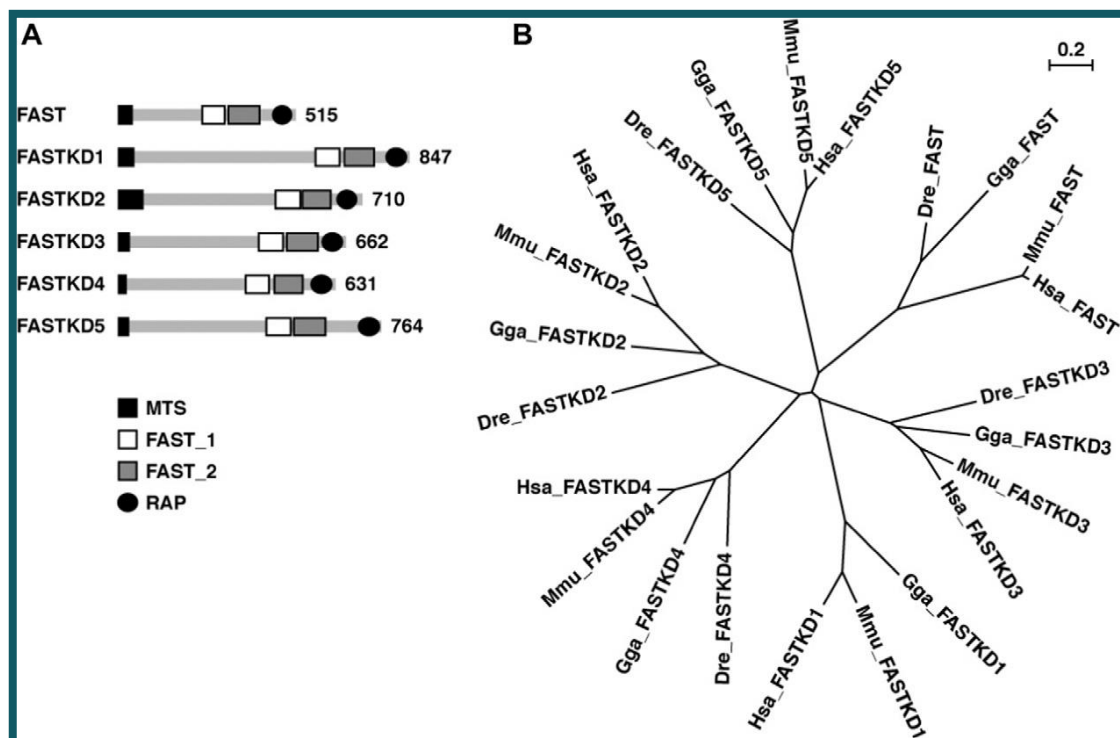 A
FAST 515
FASTKD1 847
FASTKD2 710
FASTKD3 662
FASTKD4 631
FASTKD5 764
MTS
FAST_1
FAST_2
RAP
B
0.2
Dre_FASTKD5
Gga_FASTKD5
Mmu_FASTKD5
Hsa_FASTKD5
Dre_FAST
Gga_FAST
Mmu_FAST
Hsa_FAST
Dre_FASTKD3
Gga_FASTKD3
Mmu_FASTKD3
Hsa_FASTKD3
Gga_FASTKD1
Mmu_FASTKD1
Hsa_FASTKD1
Dre_FASTKD4
Gga_FASTKD4
Mmu_FASTKD4
Hsa_FASTKD4
Dre_FASTKD2
Gga_FASTKD2
Mmu_FASTKD2
Hsa_FASTKD2